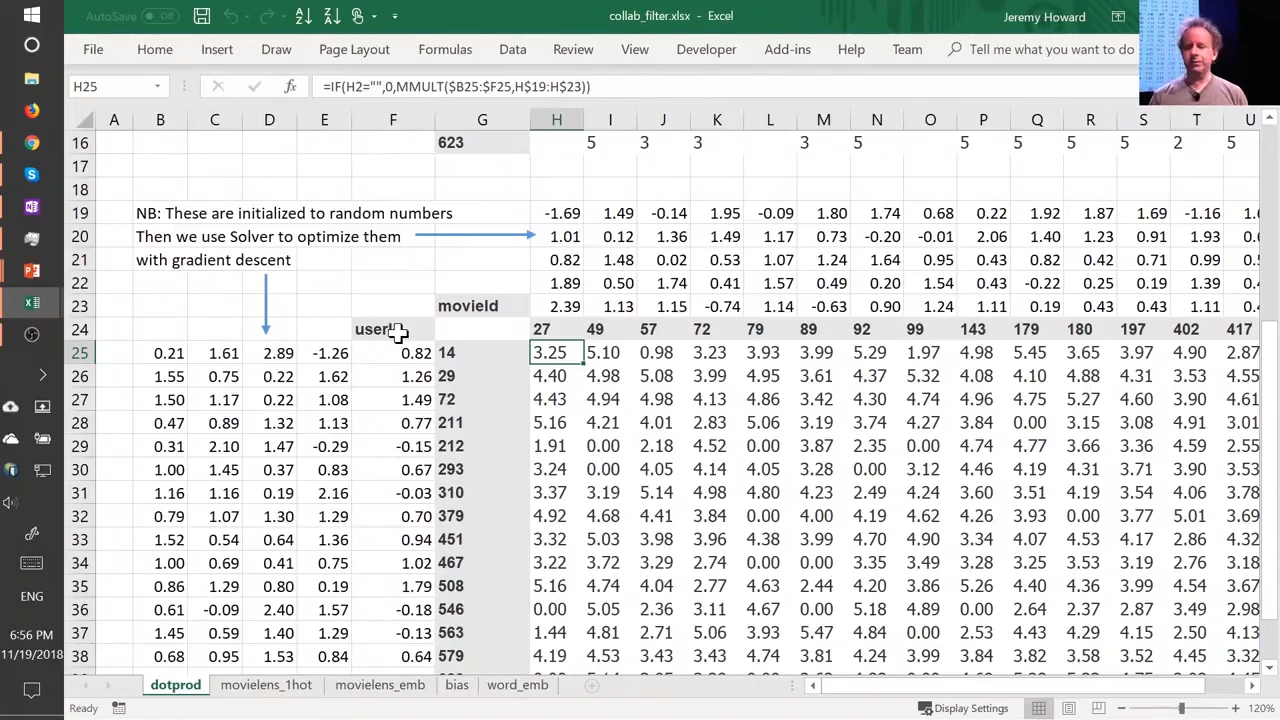 AutoSave Off collab_filter.xlsx - Excel Jeremy Howard
File Home Insert Draw Page Layout Formulas Data Review View Developer Add-ins Help Team Tell me what you want to do
H25 fx =IF(H2="",0,MMULT($B25:$F25,H$19:H$23))
A B C D E F G H I J K L M N O P Q R S T U
16 623 5 3 3 3 5 5 5 5 5 2 5
17
18
19 NB: These are initialized to random numbers -1.69 1.49 -0.14 1.95 -0.09 1.80 1.74 0.68 0.22 1.92 1.87 1.69 -1.16
20 Then we use Solver to optimize them 1.01 0.12 1.36 1.49 1.17 0.73 -0.20 -0.01 2.06 1.40 1.23 0.91 1.93
21 with gradient descent 0.82 1.48 0.02 0.53 1.07 1.24 1.64 0.95 0.43 0.82 0.42 0.71 0.99
22 1.89 0.50 1.74 0.41 1.57 0.49 0.20 1.54 0.43 -0.22 0.25 0.19 1.39
23 movieId 2.39 1.13 1.15 -0.74 1.14 -0.63 0.90 1.24 1.11 0.19 0.43 0.43 1.11
24 27 49 57 72 79 89 92 99 143 179 180 197 402 417
25 0.21 1.61 2.89 -1.26 0.82 14 3.25 5.10 0.98 3.23 3.93 3.99 5.29 1.97 4.98 5.45 3.65 3.97 4.90 2.87
26 1.55 0.75 0.22 1.62 1.26 29 4.40 4.98 5.08 3.99 4.95 3.61 4.37 5.32 4.08 4.10 4.88 4.31 3.53 4.55
27 1.50 1.17 0.22 1.08 1.49 72 4.43 4.94 4.98 4.13 4.86 3.42 4.30 4.74 4.96 4.75 5.27 4.60 3.90 4.61
28 0.47 0.89 1.32 1.13 0.77 211 5.16 4.21 4.01 2.83 5.06 3.19 3.74 4.27 3.84 0.00 3.15 3.08 4.91 3.01
29 0.31 2.10 1.47 -0.29 -0.15 212 1.91 0.00 2.18 4.52 0.00 3.87 2.35 0.00 4.74 4.77 3.66 3.36 4.59 2.55
30 1.00 1.45 0.37 0.83 0.67 293 3.24 0.00 4.05 4.14 4.05 3.28 0.00 3.12 4.46 4.19 4.31 3.71 3.90 3.53
31 1.16 1.16 0.19 2.16 -0.03 310 3.37 3.19 5.14 4.98 4.80 4.23 2.49 4.24 3.60 3.51 4.19 3.54 4.06 3.78
32 0.79 1.07 1.30 1.29 0.70 379 4.92 4.68 4.41 3.84 0.00 4.00 4.19 4.62 4.26 3.93 0.00 3.77 5.01 3.69
33 1.52 0.54 0.64 1.36 0.94 451 3.32 5.03 3.98 3.96 4.38 3.99 4.70 4.90 3.34 4.07 4.53 4.17 2.86 4.32
34 1.00 0.69 0.41 0.75 1.02 467 3.22 3.72 3.29 2.74 0.00 0.00 3.35 3.49 3.28 3.25 3.53 3.19 2.76 3.18
35 0.86 1.29 0.80 0.19 1.79 508 5.16 4.74 4.04 2.77 4.63 2.44 4.20 3.86 5.26 4.40 4.36 3.99 4.54 3.67
36 0.61 -0.09 2.40 1.57 -0.18 546 0.00 5.05 2.36 3.11 4.67 0.00 5.18 4.89 0.00 2.64 2.37 2.87 3.49 2.98
37 1.45 0.59 1.40 1.29 -0.13 563 1.44 4.81 2.71 5.06 3.93 5.47 4.84 0.00 2.53 4.43 4.29 4.15 2.50 4.13
38 0.68 0.95 1.53 0.84 0.64 579 4.19 4.53 3.43 3.43 4.74 3.81 4.24 3.99 3.84 3.82 3.58 3.52 4.45 3.32
dotprod movielens_1hot movielens_emb bias word_emb
Ready Display Settings 120%
ENG
6:56 PM
11/19/2018